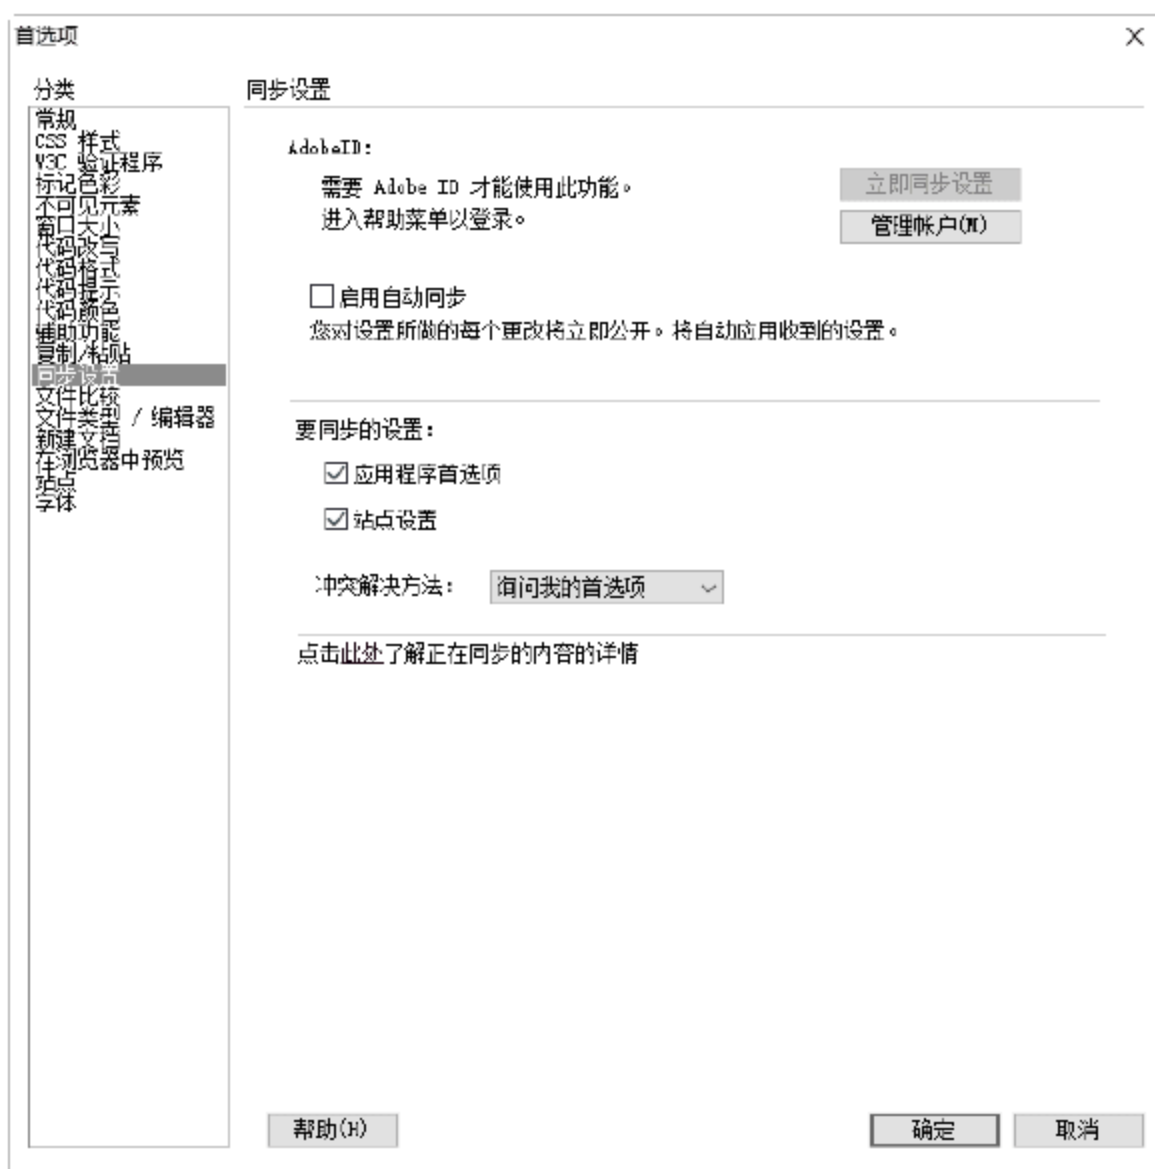 首选项
分类
常规
CSS 样式
W3C 验证程序
标记色彩
不可见元素
窗口大小
代码改写
代码格式
代码提示
代码颜色
辅助功能
复制/粘贴
同步设置
文件比较
文件类型 / 编辑器
新建文档
在浏览器中预览
站点
字体
同步设置
AdobeID:
需要 Adobe ID 才能使用此功能。
进入帮助菜单以登录。
立即同步设置
管理帐户(M)
启用自动同步
您对设置所做的每个更改将立即公开。将自动应用收到的设置。
要同步的设置：
应用程序首选项
站点设置
冲突解决方法： 询问我的首选项
点击此处了解正在同步的内容的详情
帮助(H) 确定 取消